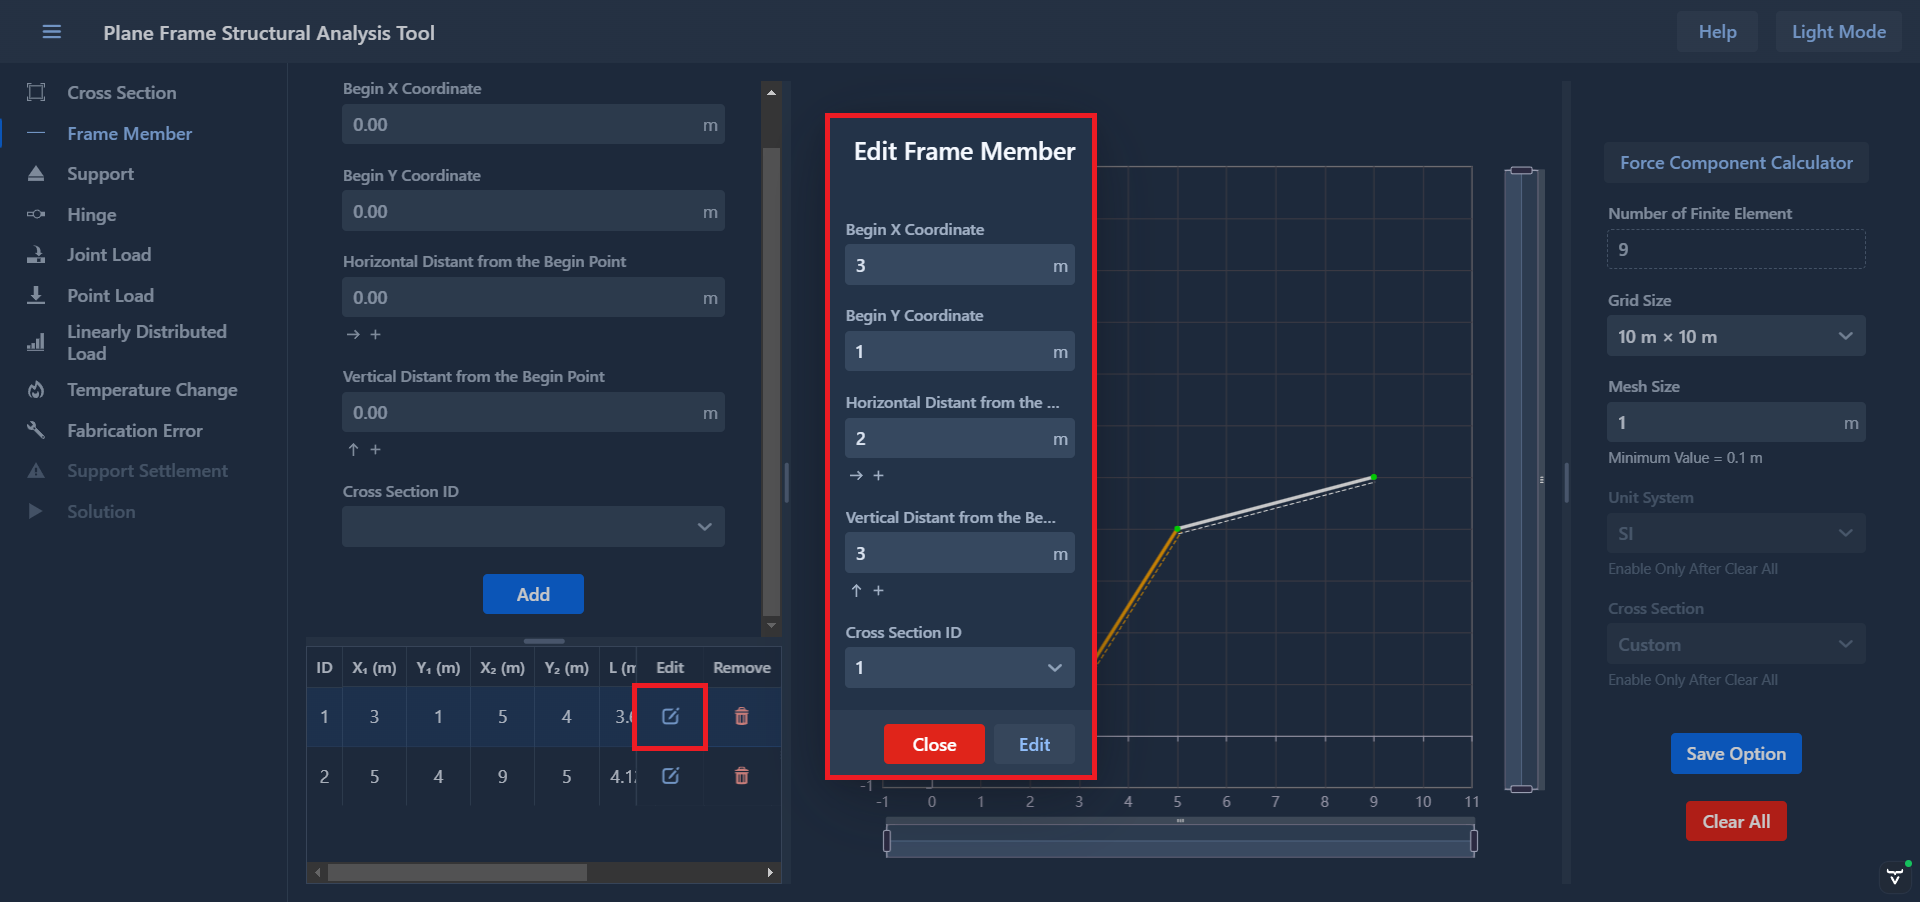 Plane Frame Structural Analysis Tool
Help
Light Mode
Cross Section
Frame Member
Support
Hinge
Joint Load
Point Load
Linearly Distributed
Load
Temperature Change
Fabrication Error
Support Settlement
Solution
Begin X Coordinate
0.00 m
Begin Y Coordinate
0.00 m
Horizontal Distant from the Begin Point
0.00 m
→ +
Vertical Distant from the Begin Point
0.00 m
↑ +
Cross Section ID
Add
ID X₁ (m) Y₁ (m) X₂ (m) Y₂ (m) L (m Edit Remove
1 3 1 5 4 3.6
2 5 4 9 5 4.12
Edit Frame Member
Begin X Coordinate
3 m
Begin Y Coordinate
1 m
Horizontal Distant from the ...
2 m
→ +
Vertical Distant from the Be...
3 m
↑ +
Cross Section ID
1
Close
Edit
-1
-1 0 1 2 3 4 5 6 7 8 9 10 11
Force Component Calculator
Number of Finite Element
9
Grid Size
10 m × 10 m
Mesh Size
1 m
Minimum Value = 0.1 m
Unit System
SI
Enable Only After Clear All
Cross Section
Custom
Enable Only After Clear All
Save Option
Clear All